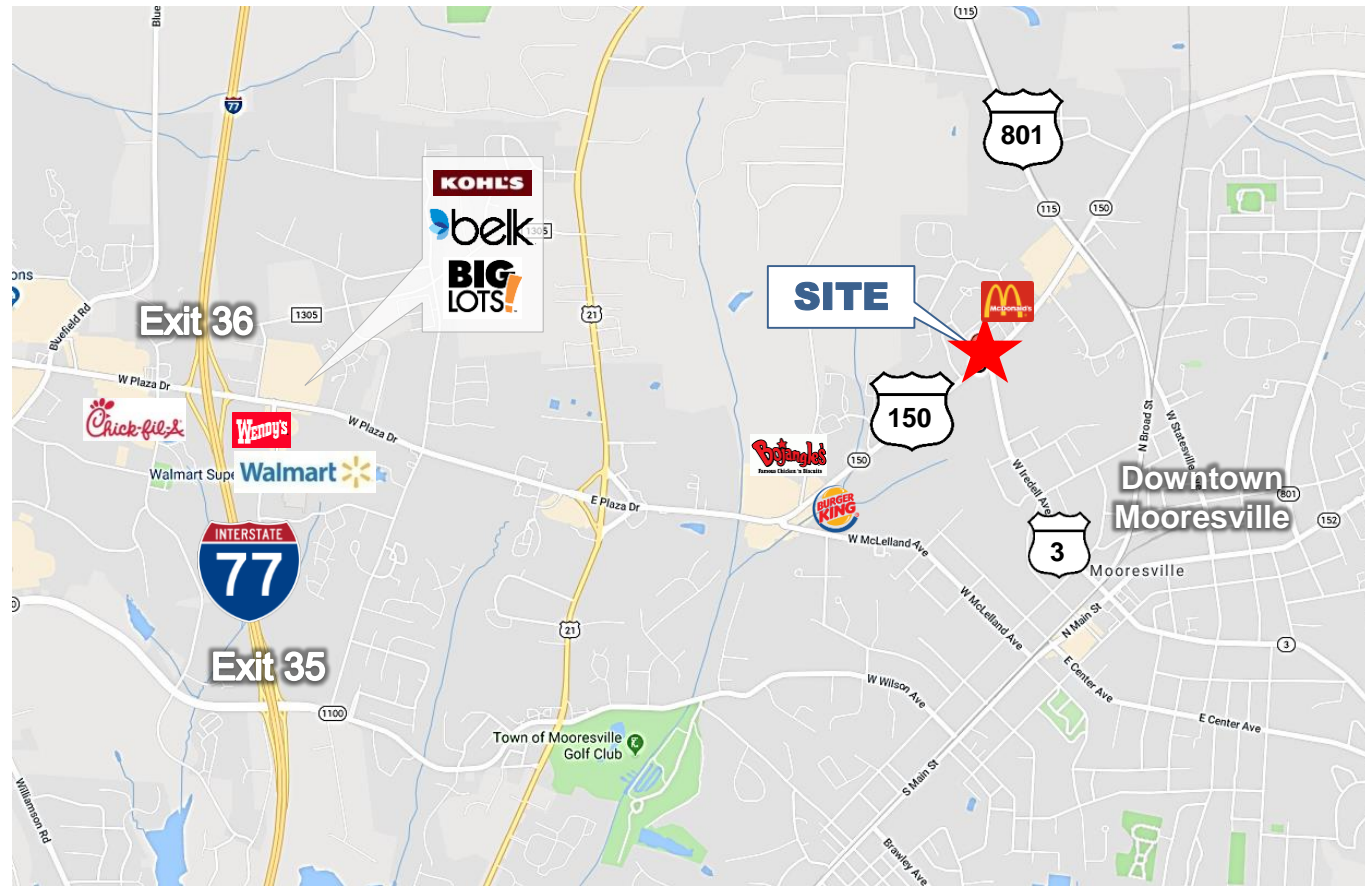 Blue
115
77
801
KOHL'S
belk
1305
BIG
LOTS!
115
150
ons
SITE
McDonald's
Exit 36
1305
21
Bluefield Rd
W Plaza Dr
150
Chick-fil-A
WENDY'S
W Plaza Dr
Bojangles
Famous Chicken 'n Biscuits
150
N Broad St
W Statesville
Walmart Supe
Walmart
W Iredell Ave
Downtown
Mooresville
801
E Plaza Dr
BURGER
KING
152
INTERSTATE
77
W McLelland Ave
3
Mooresville
W McLelland Ave
N Main St
21
3
Exit 35
E Center Ave
W Wilson Ave
1100
E Center Ave
Town of Mooresville
Golf Club
S Main St
Williamson Rd
Brawley Ave